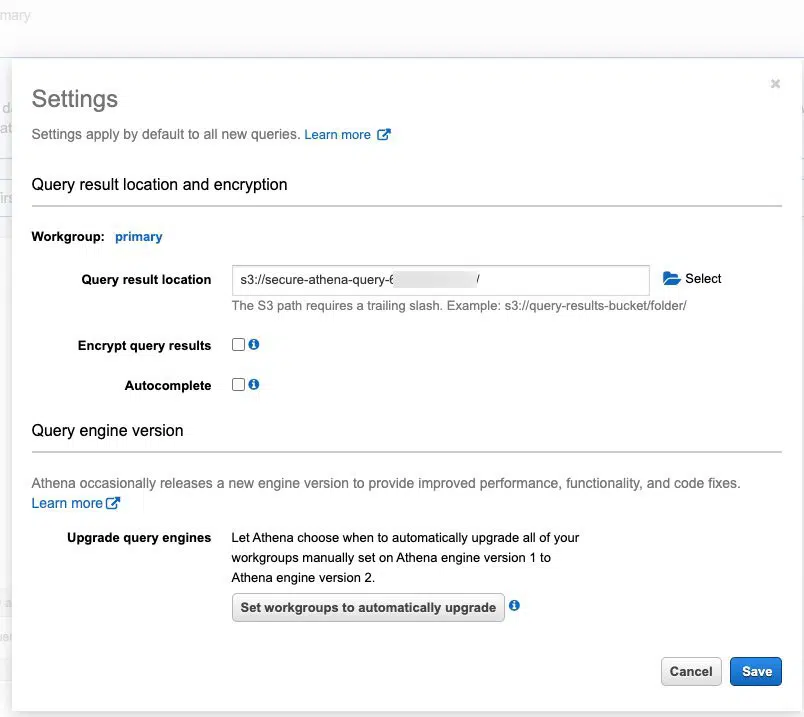 mary
Settings
Settings apply by default to all new queries. Learn more
Query result location and encryption
Workgroup: primary
Query result location s3://secure-athena-query- / Select
The S3 path requires a trailing slash. Example: s3://query-results-bucket/folder/
Encrypt query results
Autocomplete
Query engine version
Athena occasionally releases a new engine version to provide improved performance, functionality, and code fixes.
Learn more
Upgrade query engines Let Athena choose when to automatically upgrade all of your
workgroups manually set on Athena engine version 1 to
Athena engine version 2.
Set workgroups to automatically upgrade
Cancel Save